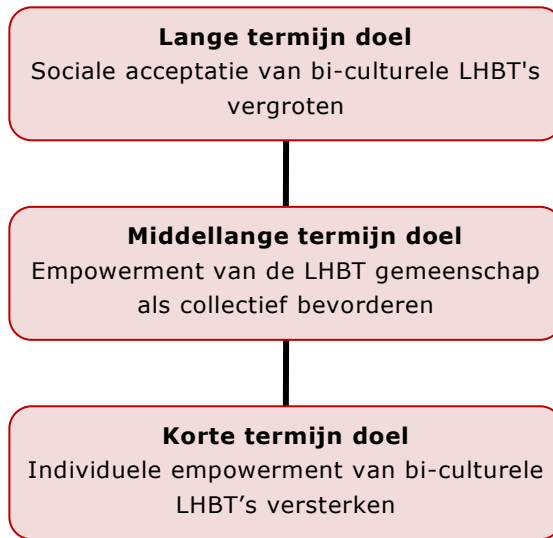 Lange termijn doel
Sociale acceptatie van bi-culturele LHBT's
vergroten
Middellange termijn doel
Empowerment van de LHBT gemeenschap
als collectief bevorderen
Korte termijn doel
Individuele empowerment van bi-culturele
LHBT’s versterken